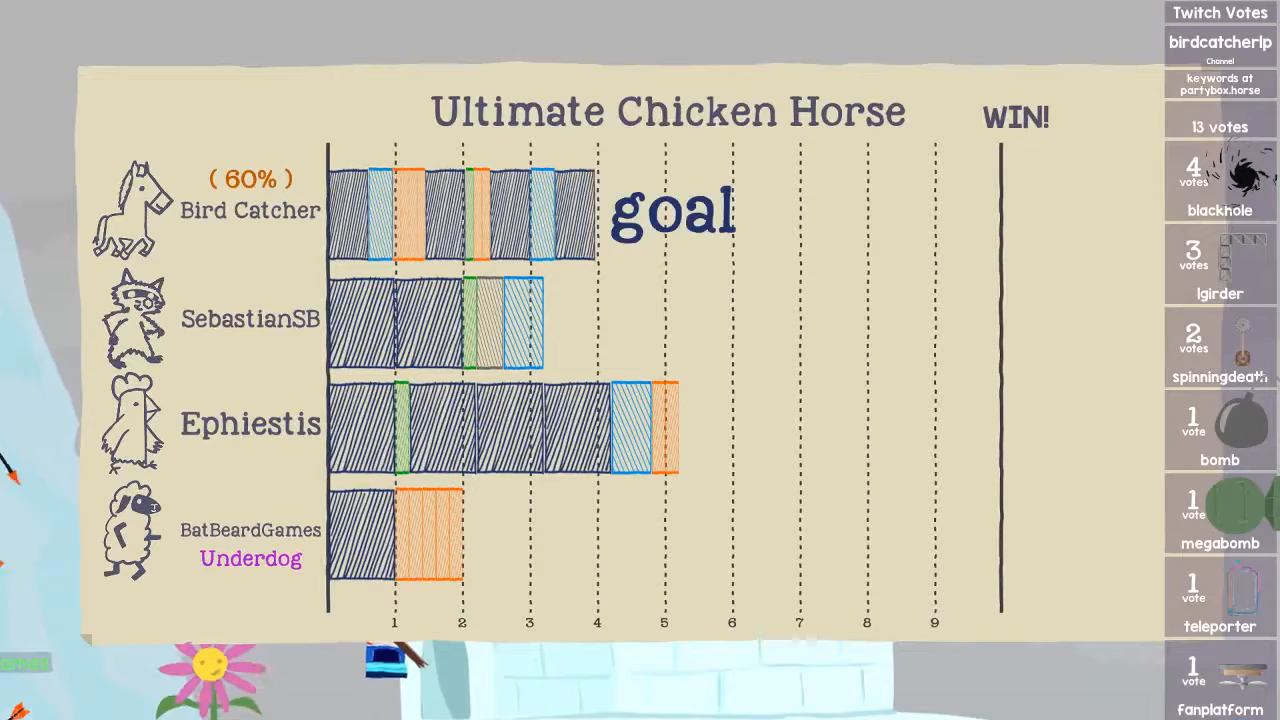 Ultimate Chicken Horse
WIN!
( 60% )
Bird Catcher
goal
SebastianSB
Ephiestis
BatBeardGames
Underdog
1 2 3 4 5 6 7 8 9
Twitch Votes
birdcatcherlp
Channel
keywords at
partybox.horse
13 votes
4
votes
blackhole
3
votes
lgirder
2
votes
spinningdeath
1
vote
bomb
1
vote
megabomb
1
vote
teleporter
1
vote
fanplatform